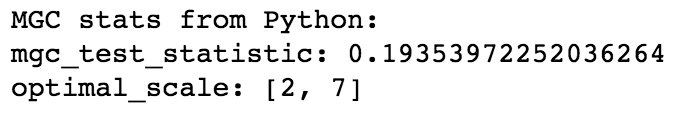 MGC stats from Python:
mgc_test_statistic: 0.19353972252036264
optimal_scale: [2, 7]